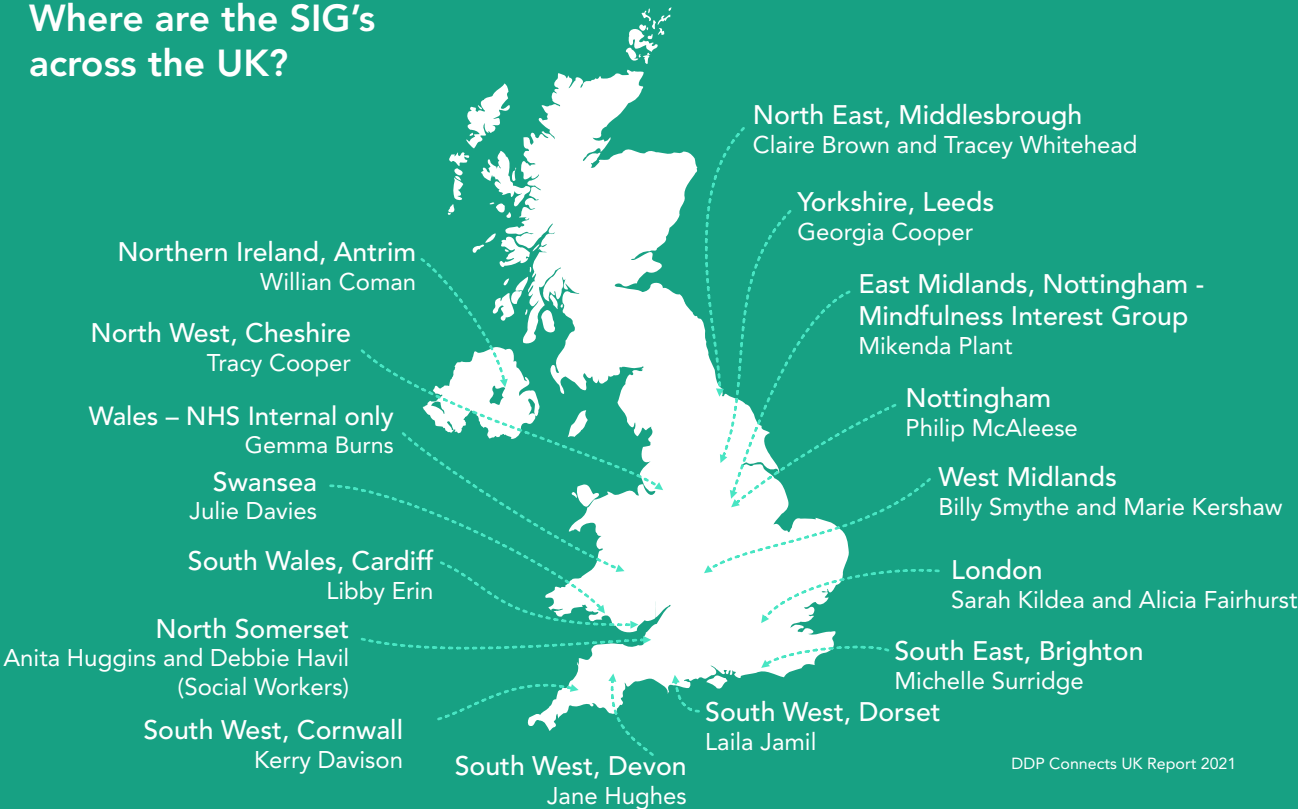 Where are the SIG's
across the UK?
North East, Middlesbrough
Claire Brown and Tracey Whitehead
Yorkshire, Leeds
Georgia Cooper
East Midlands, Nottingham -
Mindfulness Interest Group
Mikenda Plant
Nottingham
Philip McAleese
West Midlands
Billy Smythe and Marie Kershaw
London
Sarah Kildea and Alicia Fairhurst
South East, Brighton
Michelle Surridge
South West, Dorset
Laila Jamil
South West, Devon
Jane Hughes
South West, Cornwall
Kerry Davison
North Somerset
Anita Huggins and Debbie Havil
(Social Workers)
South Wales, Cardiff
Libby Erin
Swansea
Julie Davies
Wales – NHS Internal only
Gemma Burns
North West, Cheshire
Tracy Cooper
Northern Ireland, Antrim
Willian Coman
DDP Connects UK Report 2021